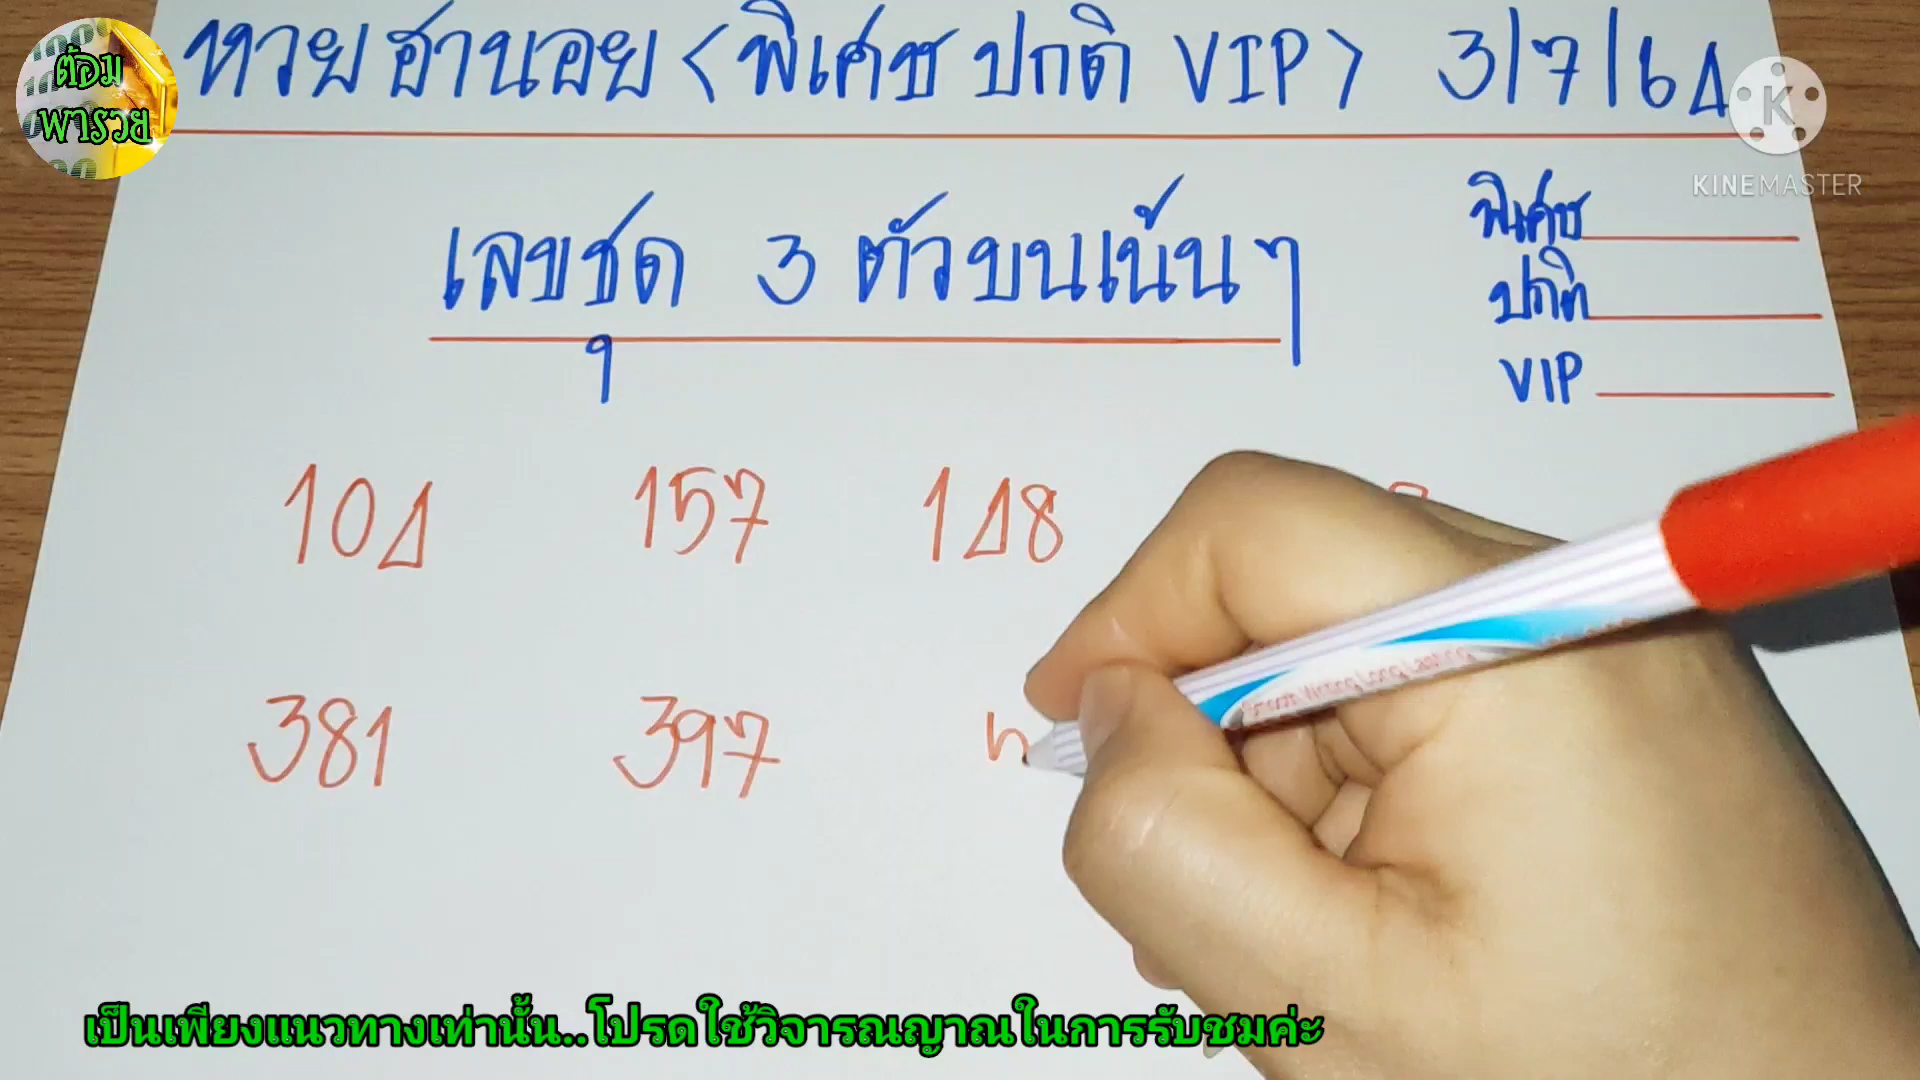 ต้อม
พารวย
หวยฮานอย <พิเศษ ปกติ VIP> 3/7/64
KINEMASTER
เลขชุด 3 ตัวบนเน้นๆ
พิเศษ
ปกติ
VIP
104 157 148
381 397
เป็นเพียงแนวทางเท่านั้น..โปรดใช้วิจารณญาณในการรับชมค่ะ